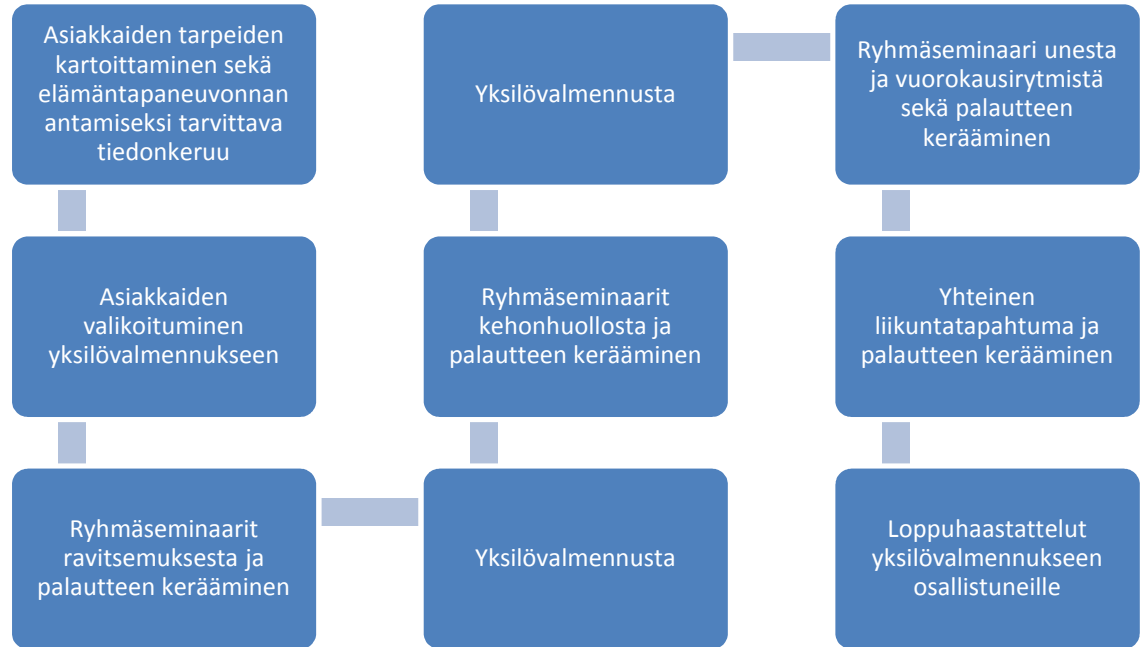 Asiakkaiden tarpeiden
kartoittaminen sekä
elämäntapaneuvonnan
antamiseksi tarvittava
tiedonkeruu
Asiakkaiden
valikoituminen
yksilövalmennukseen
Ryhmäseminaarit
ravitsemuksesta ja
palautteen kerääminen
Yksilövalmennusta
Ryhmäseminaarit
kehonhuollosta ja
palautteen kerääminen
Yksilövalmennusta
Ryhmäseminaari unesta
ja vuorokausirytmistä
sekä palautteen
kerääminen
Yhteinen
liikuntatapahtuma ja
palautteen kerääminen
Loppuhaastattelut
yksilövalmennukseen
osallistuneille